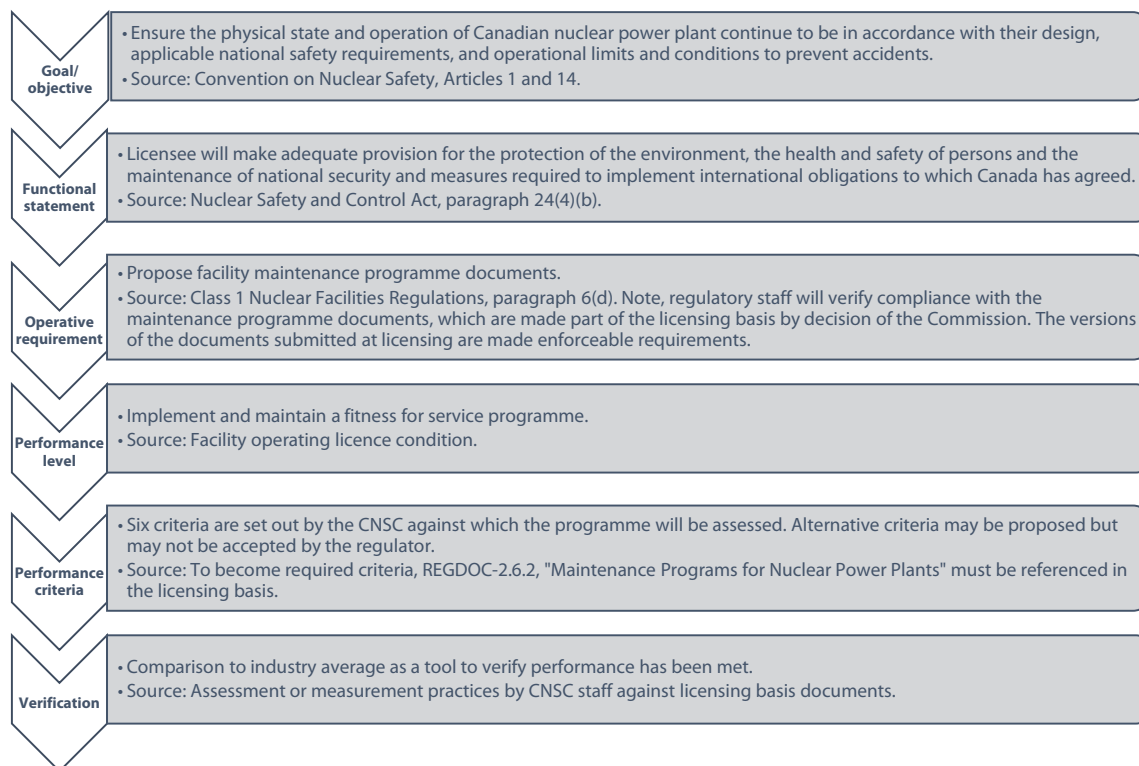 Goal/
objective
• Ensure the physical state and operation of Canadian nuclear power plant continue to be in accordance with their design,
applicable national safety requirements, and operational limits and conditions to prevent accidents.
• Source: Convention on Nuclear Safety, Articles 1 and 14.
Functional
statement
• Licensee will make adequate provision for the protection of the environment, the health and safety of persons and the
maintenance of national security and measures required to implement international obligations to which Canada has agreed.
• Source: Nuclear Safety and Control Act, paragraph 24(4)(b).
Operative
requirement
• Propose facility maintenance programme documents.
• Source: Class 1 Nuclear Facilities Regulations, paragraph 6(d). Note, regulatory staff will verify compliance with the
maintenance programme documents, which are made part of the licensing basis by decision of the Commission. The versions
of the documents submitted at licensing are made enforceable requirements.
Performance
level
• Implement and maintain a fitness for service programme.
• Source: Facility operating licence condition.
Performance
criteria
• Six criteria are set out by the CNSC against which the programme will be assessed. Alternative criteria may be proposed but
may not be accepted by the regulator.
• Source: To become required criteria, REGDOC-2.6.2, "Maintenance Programs for Nuclear Power Plants" must be referenced in
the licensing basis.
Verification
• Comparison to industry average as a tool to verify performance has been met.
• Source: Assessment or measurement practices by CNSC staff against licensing basis documents.